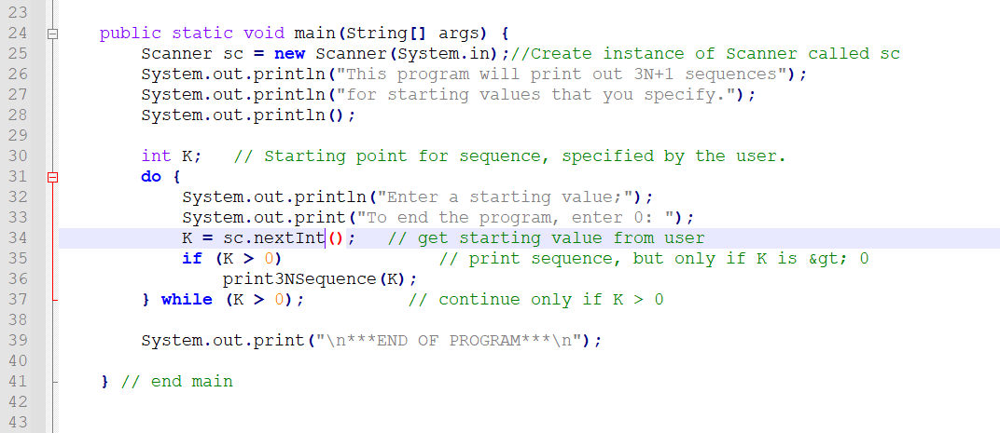 23
24 public static void main(String[] args) {
25 Scanner sc = new Scanner(System.in);//Create instance of Scanner called sc
26 System.out.println("This program will print out 3N+1 sequences");
27 System.out.println("for starting values that you specify.");
28 System.out.println();
29
30 int K; // Starting point for sequence, specified by the user.
31 do {
32 System.out.println("Enter a starting value;");
33 System.out.print("To end the program, enter 0: ");
34 K = sc.nextInt(); // get starting value from user
35 if (K > 0) // print sequence, but only if K is &gt; 0
36 print3NSequence(K);
37 } while (K > 0); // continue only if K > 0
38
39 System.out.print("\n***END OF PROGRAM***\n");
40
41 } // end main
42
43